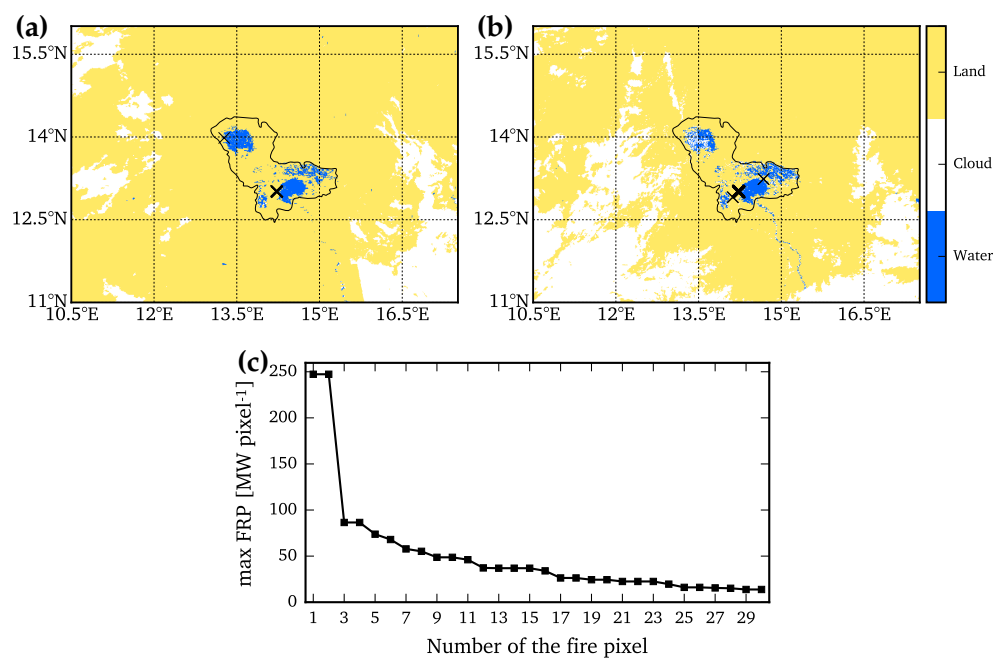 (a)
(b)
15.5°N
14°N
12.5°N
11°N
10.5°E 12°E 13.5°E 15°E 16.5°E
15.5°N
14°N
12.5°N
11°N
10.5°E 12°E 13.5°E 15°E 16.5°E
Land
Cloud
Water
(c)
max FRP [MW pixel⁻¹]
250
200
150
100
50
0
1 3 5 7 9 11 13 15 17 19 21 23 25 27 29
Number of the fire pixel